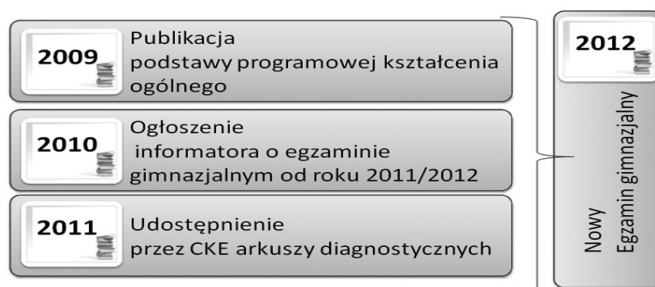 2009
Publikacja
podstawy programowej kształcenia
ogólnego
2010
Ogłoszenie
informatora o egzaminie
gimnazjalnym od roku 2011/2012
2011
Udostępnienie
przez CKE arkuszy diagnostycznych
2012
Nowy
Egzamin gimnazjalny